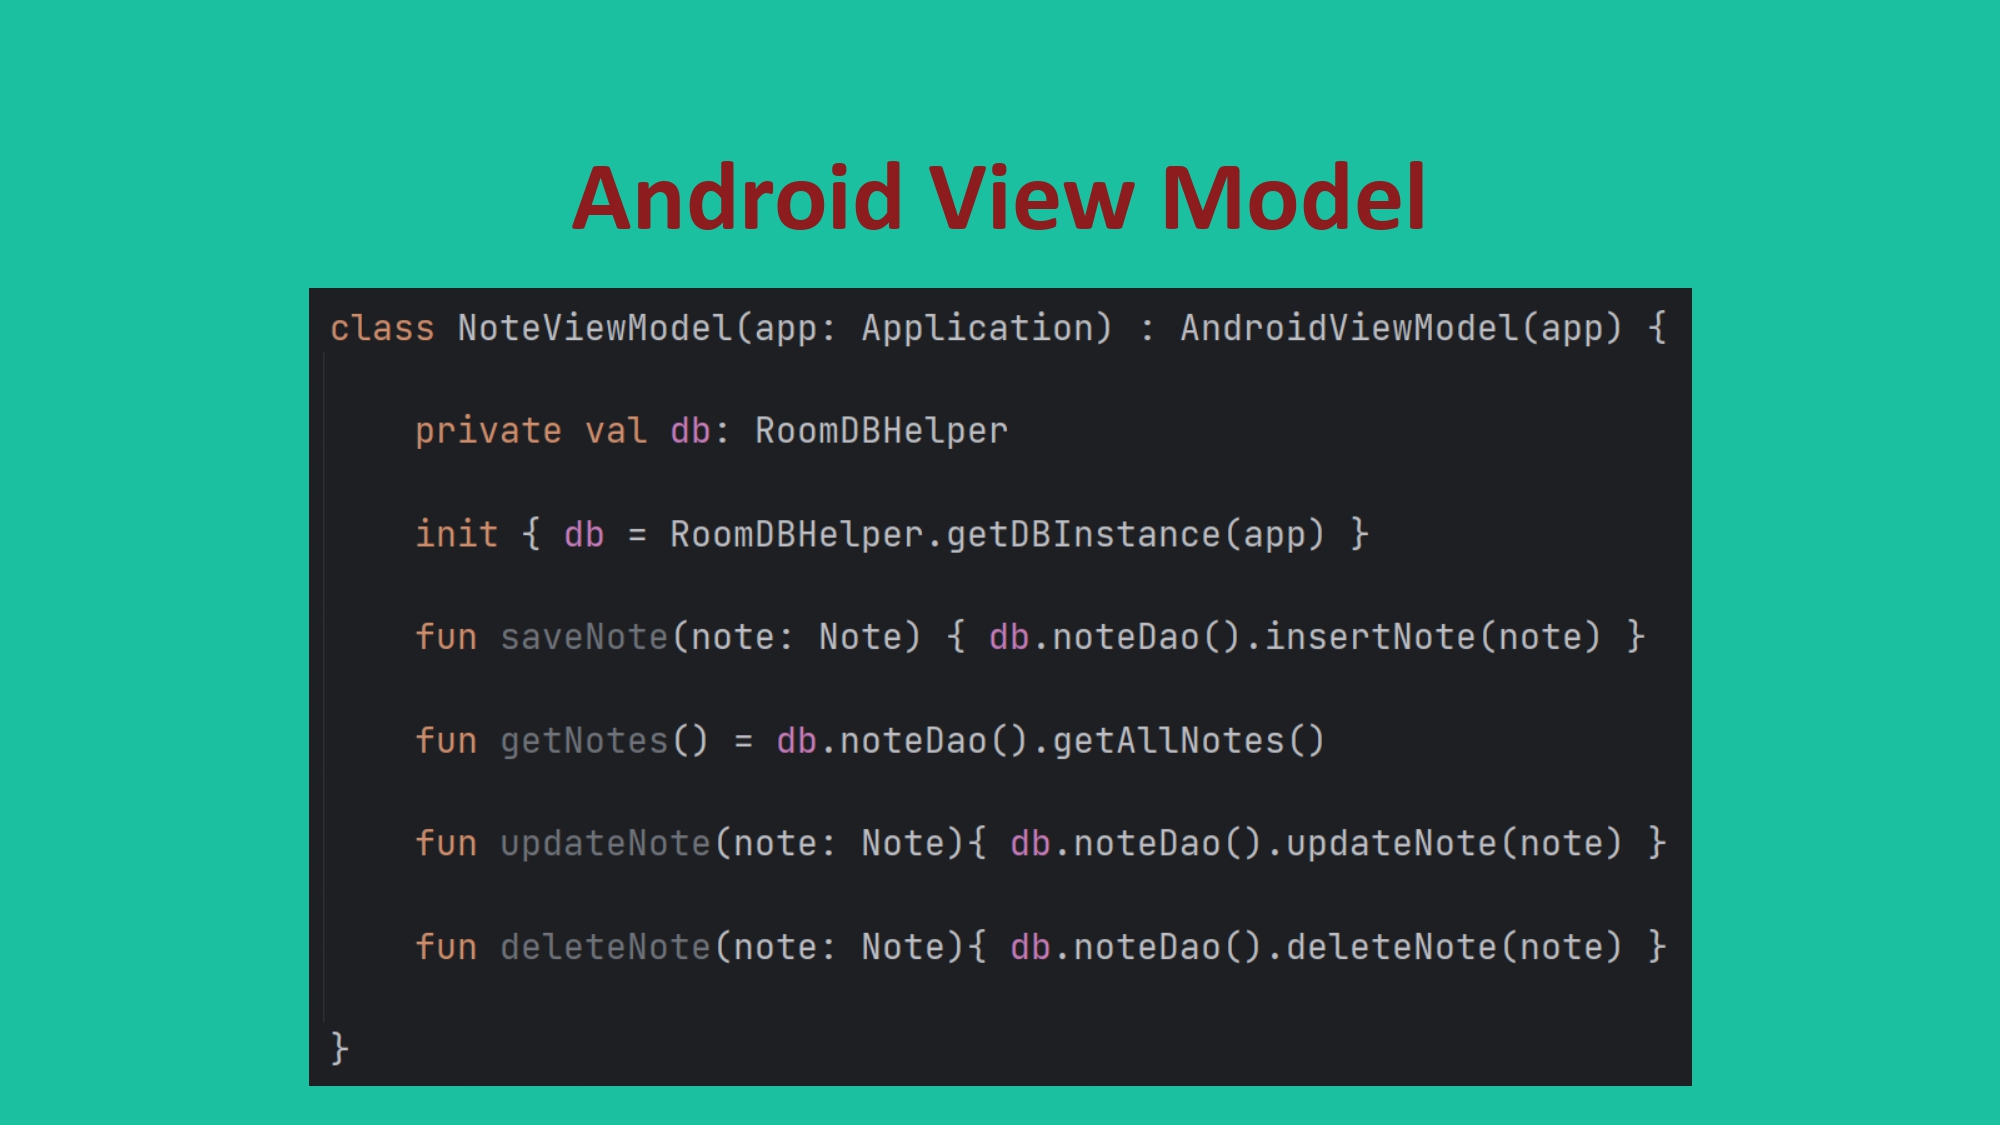 Android View Model
class NoteViewModel(app: Application) : AndroidViewModel(app) {
private val db: RoomDBHelper
init { db = RoomDBHelper.getDBInstance(app) }
fun saveNote(note: Note) { db.noteDao().insertNote(note) }
fun getNotes() = db.noteDao().getAllNotes()
fun updateNote(note: Note){ db.noteDao().updateNote(note) }
fun deleteNote(note: Note){ db.noteDao().deleteNote(note) }
}